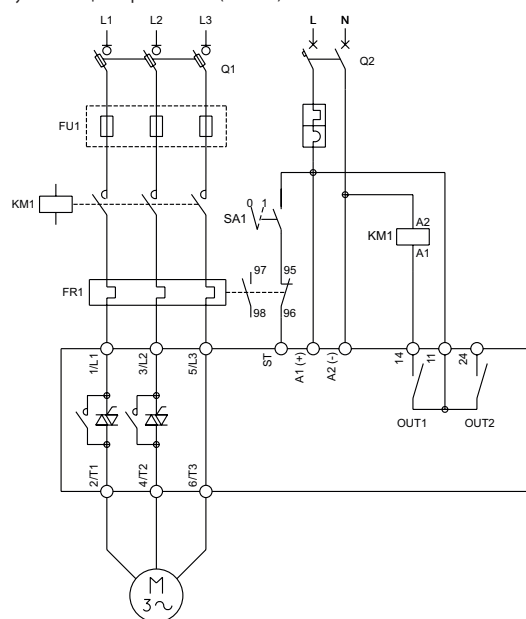 L1 L2 L3 L N
Q1
Q2
FU1
KM1
0 1
SA1
A2
KM1
A1
97 95
FR1
98 96
1/L1 3/L2 5/L3 ST A1 (+) A2 (-) 14 11 24
OUT1 OUT2
2/T1 4/T2 6/T3
M
3~